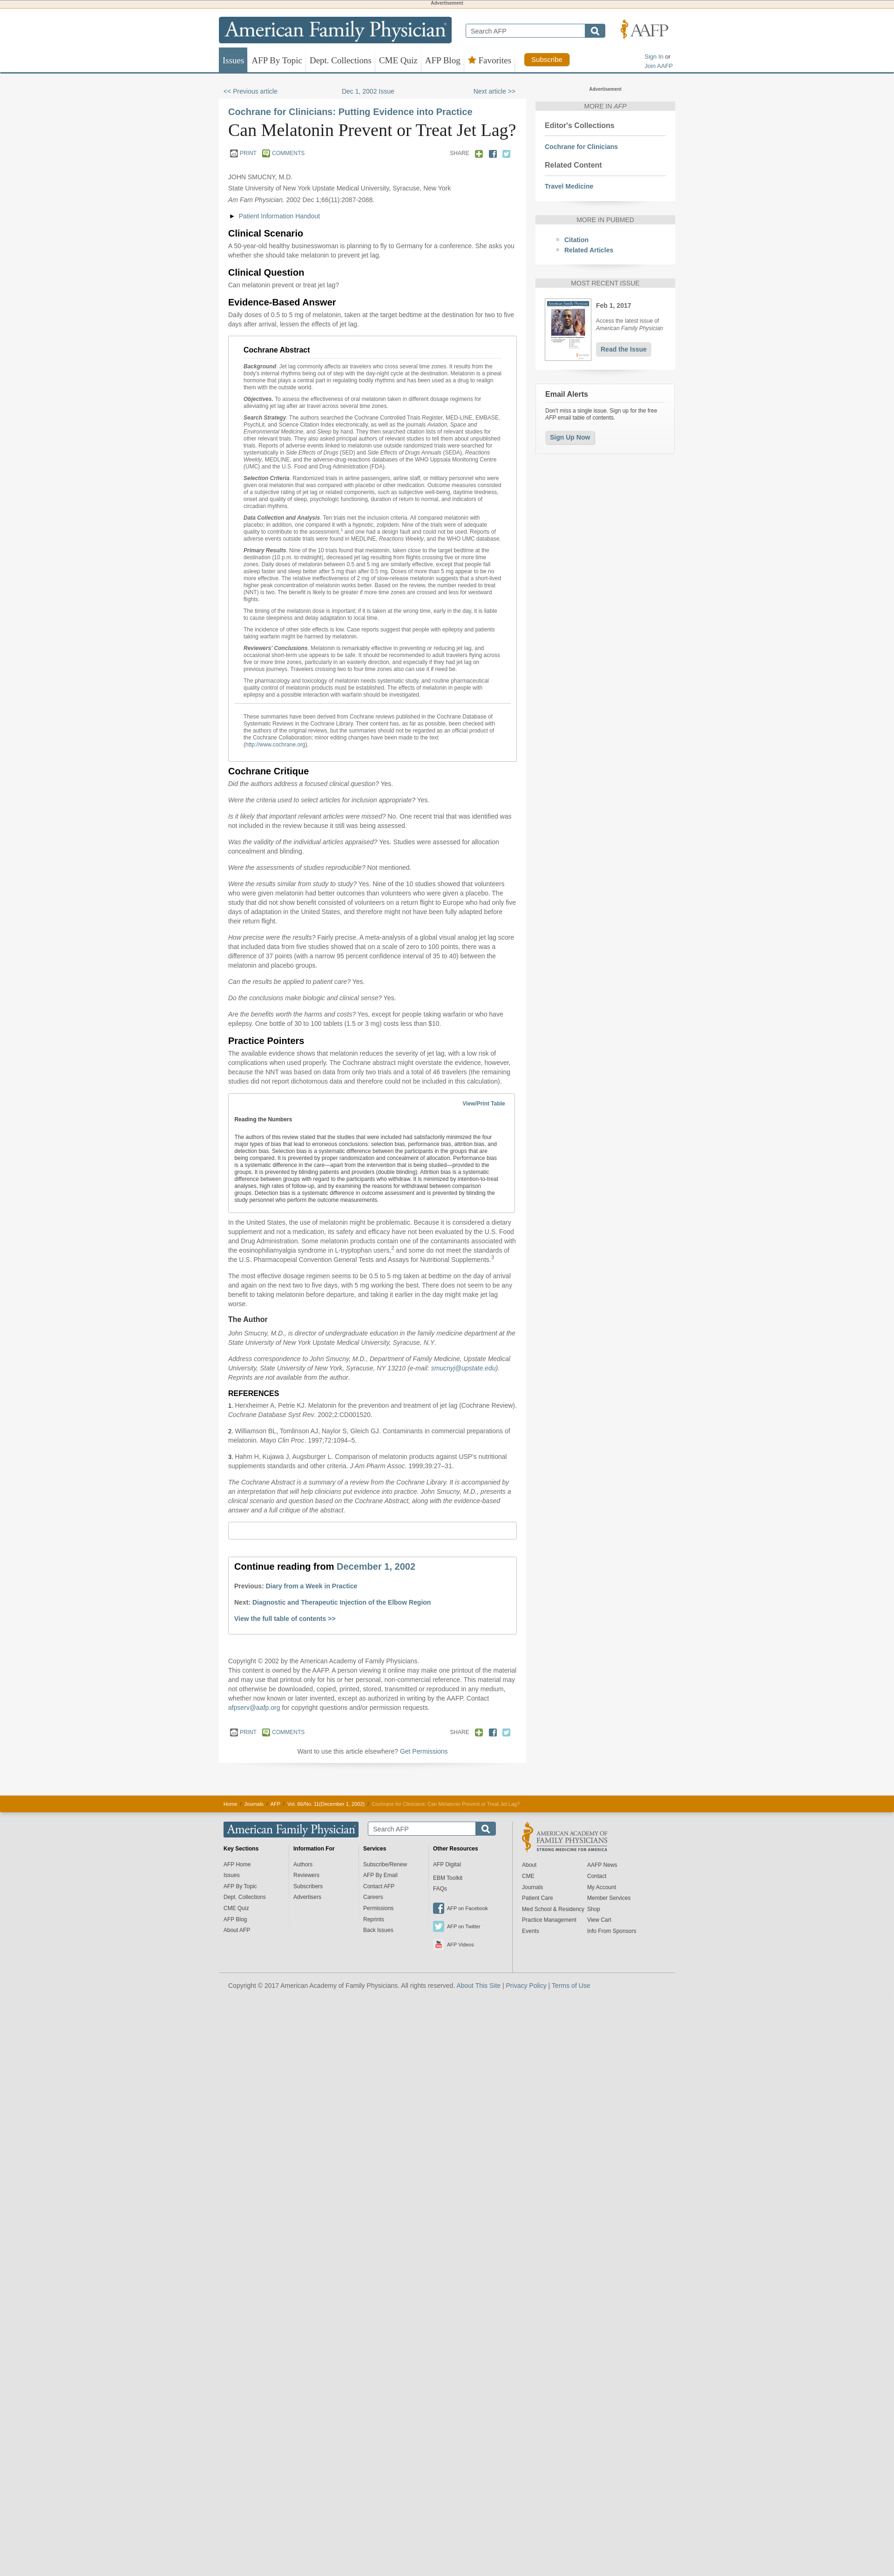 Advertisement
American Family Physician
Search AFP
AAFP
Issues
AFP By Topic
Dept. Collections
CME Quiz
AFP Blog
Favorites
Subscribe
Sign In or
Join AAFP
<< Previous article
Dec 1, 2002 Issue
Next article >>
Cochrane for Clinicians: Putting Evidence into Practice
Can Melatonin Prevent or Treat Jet Lag?
PRINT
COMMENTS
SHARE
JOHN SMUCNY, M.D.
State University of New York Upstate Medical University, Syracuse, New York
Am Fam Physician. 2002 Dec 1;66(11):2087-2088.
Patient Information Handout
Clinical Scenario
A 50-year-old healthy businesswoman is planning to fly to Germany for a conference. She asks you
whether she should take melatonin to prevent jet lag.
Clinical Question
Can melatonin prevent or treat jet lag?
Evidence-Based Answer
Daily doses of 0.5 to 5 mg of melatonin, taken at the target bedtime at the destination for two to five
days after arrival, lessen the effects of jet lag.
Cochrane Abstract
Background. Jet lag commonly affects air travelers who cross several time zones. It results from the
body's internal rhythms being out of step with the day-night cycle at the destination. Melatonin is a pineal
hormone that plays a central part in regulating bodily rhythms and has been used as a drug to realign
them with the outside world.
Objectives. To assess the effectiveness of oral melatonin taken in different dosage regimens for
alleviating jet lag after air travel across several time zones.
Search Strategy. The authors searched the Cochrane Controlled Trials Register, MED-LINE, EMBASE,
PsychLit, and Science Citation Index electronically, as well as the journals Aviation, Space and
Environmental Medicine, and Sleep by hand. They then searched citation lists of relevant studies for
other relevant trials. They also asked principal authors of relevant studies to tell them about unpublished
trials. Reports of adverse events linked to melatonin use outside randomized trials were searched for
systematically in Side Effects of Drugs (SED) and Side Effects of Drugs Annuals (SEDA), Reactions
Weekly, MEDLINE, and the adverse-drug-reactions databases of the WHO Uppsala Monitoring Centre
(UMC) and the U.S. Food and Drug Administration (FDA).
Selection Criteria. Randomized trials in airline passengers, airline staff, or military personnel who were
given oral melatonin that was compared with placebo or other medication. Outcome measures consisted
of a subjective rating of jet lag or related components, such as subjective well-being, daytime tiredness,
onset and quality of sleep, psychologic functioning, duration of return to normal, and indicators of
circadian rhythms.
Data Collection and Analysis. Ten trials met the inclusion criteria. All compared melatonin with
placebo; in addition, one compared it with a hypnotic, zolpidem. Nine of the trials were of adequate
quality to contribute to the assessment,1 and one had a design fault and could not be used. Reports of
adverse events outside trials were found in MEDLINE, Reactions Weekly, and the WHO UMC database.
Primary Results. Nine of the 10 trials found that melatonin, taken close to the target bedtime at the
destination (10 p.m. to midnight), decreased jet lag resulting from flights crossing five or more time
zones. Daily doses of melatonin between 0.5 and 5 mg are similarly effective, except that people fall
asleep faster and sleep better after 5 mg than after 0.5 mg. Doses of more than 5 mg appear to be no
more effective. The relative ineffectiveness of 2 mg of slow-release melatonin suggests that a short-lived
higher peak concentration of melatonin works better. Based on the review, the number needed to treat
(NNT) is two. The benefit is likely to be greater if more time zones are crossed and less for westward
flights.
The timing of the melatonin dose is important; if it is taken at the wrong time, early in the day, it is liable
to cause sleepiness and delay adaptation to local time.
The incidence of other side effects is low. Case reports suggest that people with epilepsy and patients
taking warfarin might be harmed by melatonin.
Reviewers' Conclusions. Melatonin is remarkably effective in preventing or reducing jet lag, and
occasional short-term use appears to be safe. It should be recommended to adult travelers flying across
five or more time zones, particularly in an easterly direction, and especially if they had jet lag on
previous journeys. Travelers crossing two to four time zones also can use it if need be.
The pharmacology and toxicology of melatonin needs systematic study, and routine pharmaceutical
quality control of melatonin products must be established. The effects of melatonin in people with
epilepsy and a possible interaction with warfarin should be investigated.
These summaries have been derived from Cochrane reviews published in the Cochrane Database of
Systematic Reviews in the Cochrane Library. Their content has, as far as possible, been checked with
the authors of the original reviews, but the summaries should not be regarded as an official product of
the Cochrane Collaboration; minor editing changes have been made to the text
(http://www.cochrane.org).
Cochrane Critique
Did the authors address a focused clinical question? Yes.
Were the criteria used to select articles for inclusion appropriate? Yes.
Is it likely that important relevant articles were missed? No. One recent trial that was identified was
not included in the review because it still was being assessed.
Was the validity of the individual articles appraised? Yes. Studies were assessed for allocation
concealment and blinding.
Were the assessments of studies reproducible? Not mentioned.
Were the results similar from study to study? Yes. Nine of the 10 studies showed that volunteers
who were given melatonin had better outcomes than volunteers who were given a placebo. The
study that did not show benefit consisted of volunteers on a return flight to Europe who had only five
days of adaptation in the United States, and therefore might not have been fully adapted before
their return flight.
How precise were the results? Fairly precise. A meta-analysis of a global visual analog jet lag score
that included data from five studies showed that on a scale of zero to 100 points, there was a
difference of 37 points (with a narrow 95 percent confidence interval of 35 to 40) between the
melatonin and placebo groups.
Can the results be applied to patient care? Yes.
Do the conclusions make biologic and clinical sense? Yes.
Are the benefits worth the harms and costs? Yes, except for people taking warfarin or who have
epilepsy. One bottle of 30 to 100 tablets (1.5 or 3 mg) costs less than $10.
Practice Pointers
The available evidence shows that melatonin reduces the severity of jet lag, with a low risk of
complications when used properly. The Cochrane abstract might overstate the evidence, however,
because the NNT was based on data from only two trials and a total of 46 travelers (the remaining
studies did not report dichotomous data and therefore could not be included in this calculation).
View/Print Table
Reading the Numbers
The authors of this review stated that the studies that were included had satisfactorily minimized the four
major types of bias that lead to erroneous conclusions: selection bias, performance bias, attrition bias, and
detection bias. Selection bias is a systematic difference between the participants in the groups that are
being compared. It is prevented by proper randomization and concealment of allocation. Performance bias
is a systematic difference in the care—apart from the intervention that is being studied—provided to the
groups. It is prevented by blinding patients and providers (double blinding). Attrition bias is a systematic
difference between groups with regard to the participants who withdraw. It is minimized by intention-to-treat
analyses, high rates of follow-up, and by examining the reasons for withdrawal between comparison
groups. Detection bias is a systematic difference in outcome assessment and is prevented by blinding the
study personnel who perform the outcome measurements.
In the United States, the use of melatonin might be problematic. Because it is considered a dietary
supplement and not a medication, its safety and efficacy have not been evaluated by the U.S. Food
and Drug Administration. Some melatonin products contain one of the contaminants associated with
the eosinophiliamyalgia syndrome in L-tryptophan users,2 and some do not meet the standards of
the U.S. Pharmacopeial Convention General Tests and Assays for Nutritional Supplements.3
The most effective dosage regimen seems to be 0.5 to 5 mg taken at bedtime on the day of arrival
and again on the next two to five days, with 5 mg working the best. There does not seem to be any
benefit to taking melatonin before departure, and taking it earlier in the day might make jet lag
worse.
The Author
John Smucny, M.D., is director of undergraduate education in the family medicine department at the
State University of New York Upstate Medical University, Syracuse, N.Y.
Address correspondence to John Smucny, M.D., Department of Family Medicine, Upstate Medical
University, State University of New York, Syracuse, NY 13210 (e-mail: smucnyj@upstate.edu).
Reprints are not available from the author.
REFERENCES
1. Herxheimer A, Petrie KJ. Melatonin for the prevention and treatment of jet lag (Cochrane Review).
Cochrane Database Syst Rev. 2002;2:CD001520.
2. Williamson BL, Tomlinson AJ, Naylor S, Gleich GJ. Contaminants in commercial preparations of
melatonin. Mayo Clin Proc. 1997;72:1094–5.
3. Hahm H, Kujawa J, Augsburger L. Comparison of melatonin products against USP's nutritional
supplements standards and other criteria. J Am Pharm Assoc. 1999;39:27–31.
The Cochrane Abstract is a summary of a review from the Cochrane Library. It is accompanied by
an interpretation that will help clinicians put evidence into practice. John Smucny, M.D., presents a
clinical scenario and question based on the Cochrane Abstract, along with the evidence-based
answer and a full critique of the abstract.
Continue reading from December 1, 2002
Previous: Diary from a Week in Practice
Next: Diagnostic and Therapeutic Injection of the Elbow Region
View the full table of contents >>
Copyright © 2002 by the American Academy of Family Physicians.
This content is owned by the AAFP. A person viewing it online may make one printout of the material
and may use that printout only for his or her personal, non-commercial reference. This material may
not otherwise be downloaded, copied, printed, stored, transmitted or reproduced in any medium,
whether now known or later invented, except as authorized in writing by the AAFP. Contact
afpserv@aafp.org for copyright questions and/or permission requests.
PRINT
COMMENTS
SHARE
Want to use this article elsewhere? Get Permissions
Advertisement
MORE IN AFP
Editor's Collections
Cochrane for Clinicians
Related Content
Travel Medicine
MORE IN PUBMED
Citation
Related Articles
MOST RECENT ISSUE
American Family Physician
Feb 1, 2017
Access the latest issue of
American Family Physician
Read the Issue
Email Alerts
Don't miss a single issue. Sign up for the free
AFP email table of contents.
Sign Up Now
Home
Journals
AFP
Vol. 66/No. 11(December 1, 2002)
Cochrane for Clinicians: Can Melatonin Prevent or Treat Jet Lag?
American Family Physician
Search AFP
AMERICAN ACADEMY OF
FAMILY PHYSICIANS
STRONG MEDICINE FOR AMERICA
Key Sections
AFP Home
Issues
AFP By Topic
Dept. Collections
CME Quiz
AFP Blog
About AFP
Information For
Authors
Reviewers
Subscribers
Advertisers
Services
Subscribe/Renew
AFP By Email
Contact AFP
Careers
Permissions
Reprints
Back Issues
Other Resources
AFP Digital
EBM Toolkit
FAQs
AFP on Facebook
AFP on Twitter
AFP Videos
About
CME
Journals
Patient Care
Med School & Residency
Practice Management
Events
AAFP News
Contact
My Account
Member Services
Shop
View Cart
Info From Sponsors
Copyright © 2017 American Academy of Family Physicians. All rights reserved. About This Site | Privacy Policy | Terms of Use